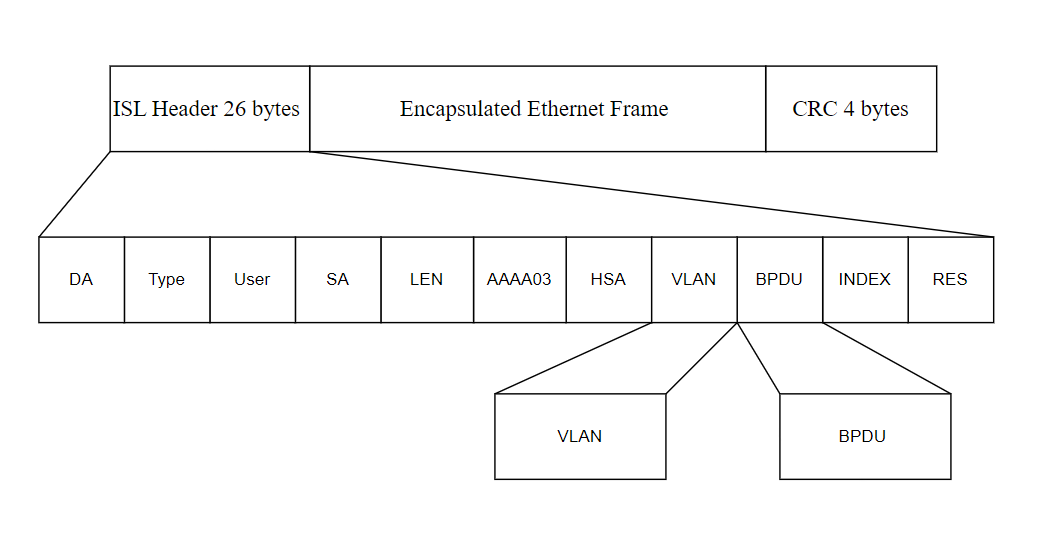 ISL Header 26 bytes
Encapsulated Ethernet Frame
CRC 4 bytes
DA
Type
User
SA
LEN
AAAA03
HSA
VLAN
BPDU
INDEX
RES
VLAN
BPDU